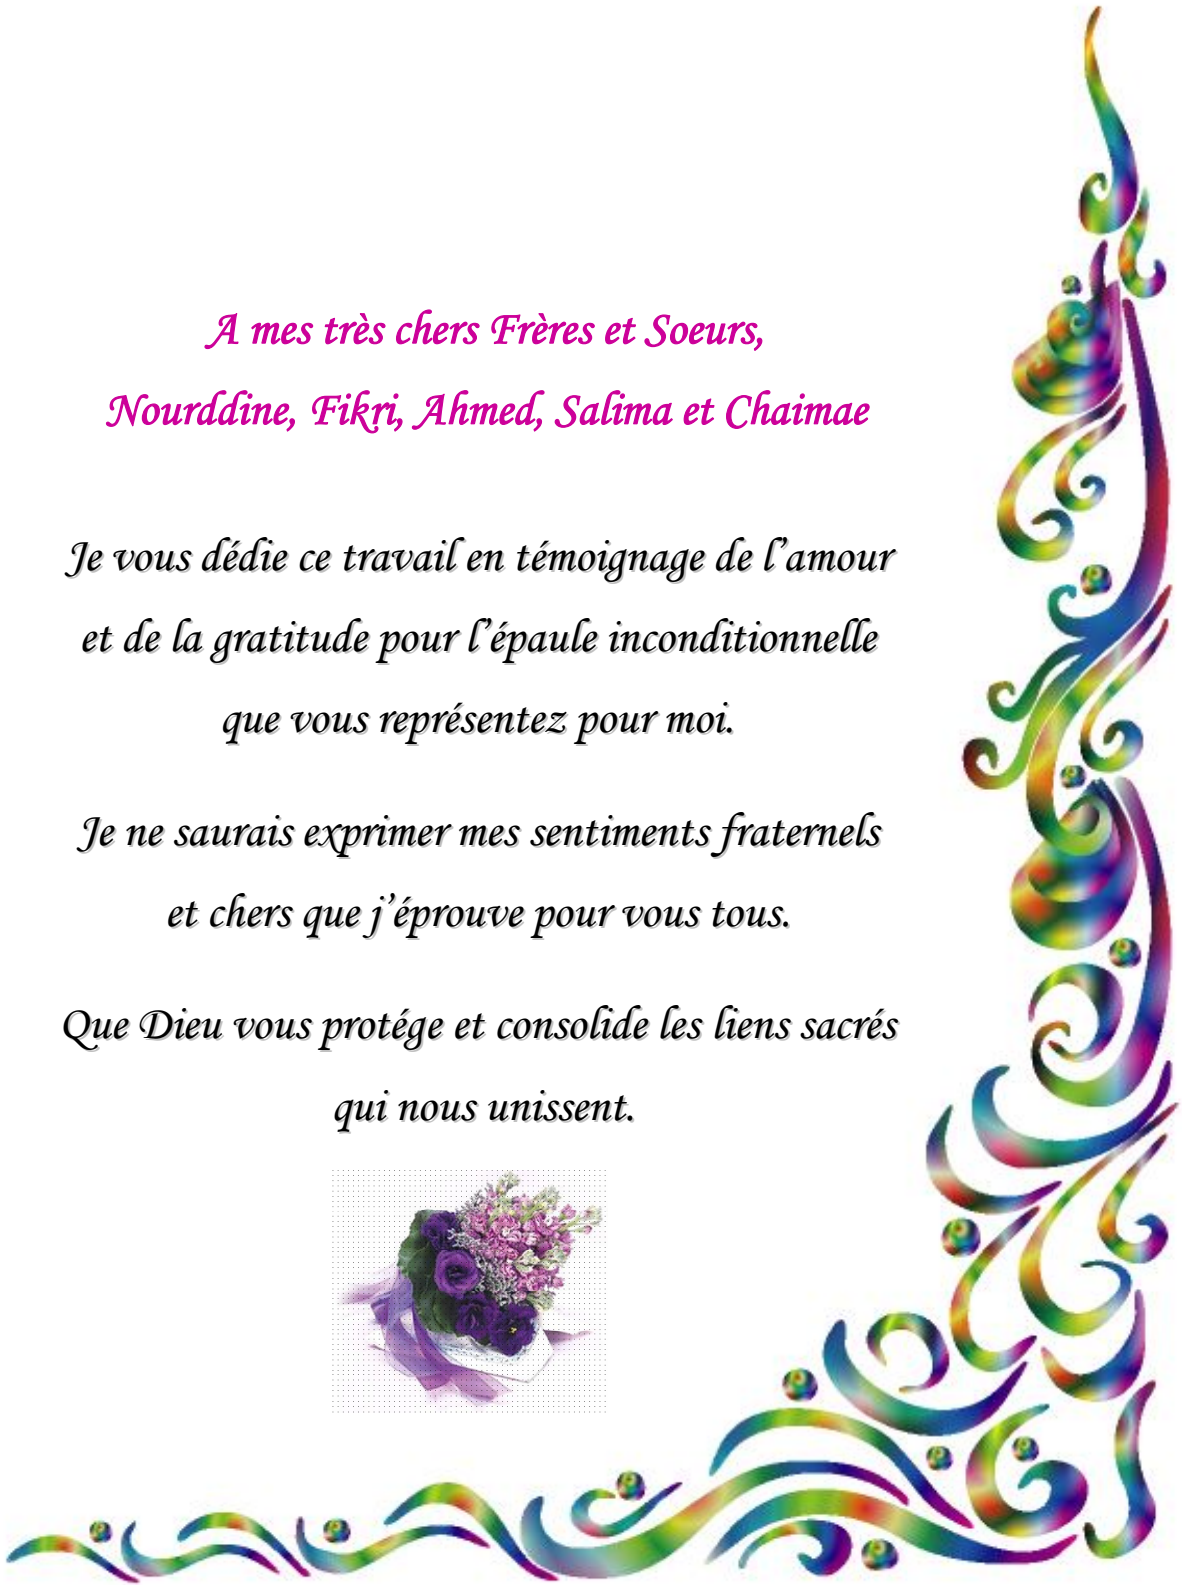 A mes très chers Frères et Soeurs,
Nourddine, Fikri, Ahmed, Salima et Chaimae
Je vous dédie ce travail en témoignage de l’amour
et de la gratitude pour l’épaule inconditionnelle
que vous représentez pour moi.
Je ne saurais exprimer mes sentiments fraternels
et chers que j’éprouve pour vous tous.
Que Dieu vous protége et consolide les liens sacrés
qui nous unissent.